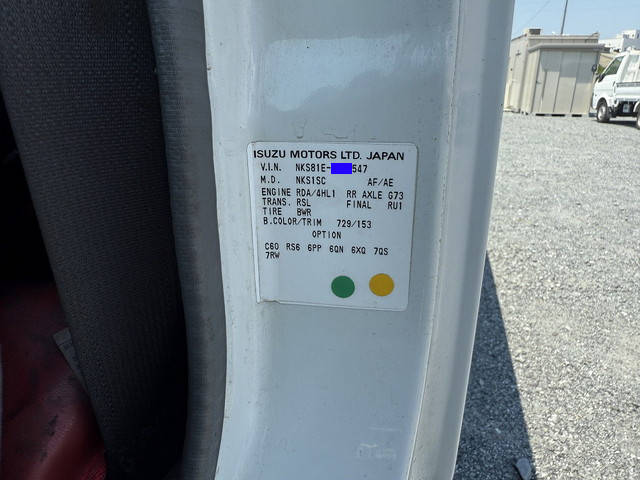 ISUZU MOTORS LTD. JAPAN
V.I.N. NKS81E- 547
M.D. NKS1SC AF/AE
ENGINE RDA/4HL1 RR AXLE G73
TRANS. RSL FINAL RU1
TIRE BWR
B.COLOR/TRIM 729/153
OPTION
C60 RS6 6PP 6QN 6XQ 7QS
7RW